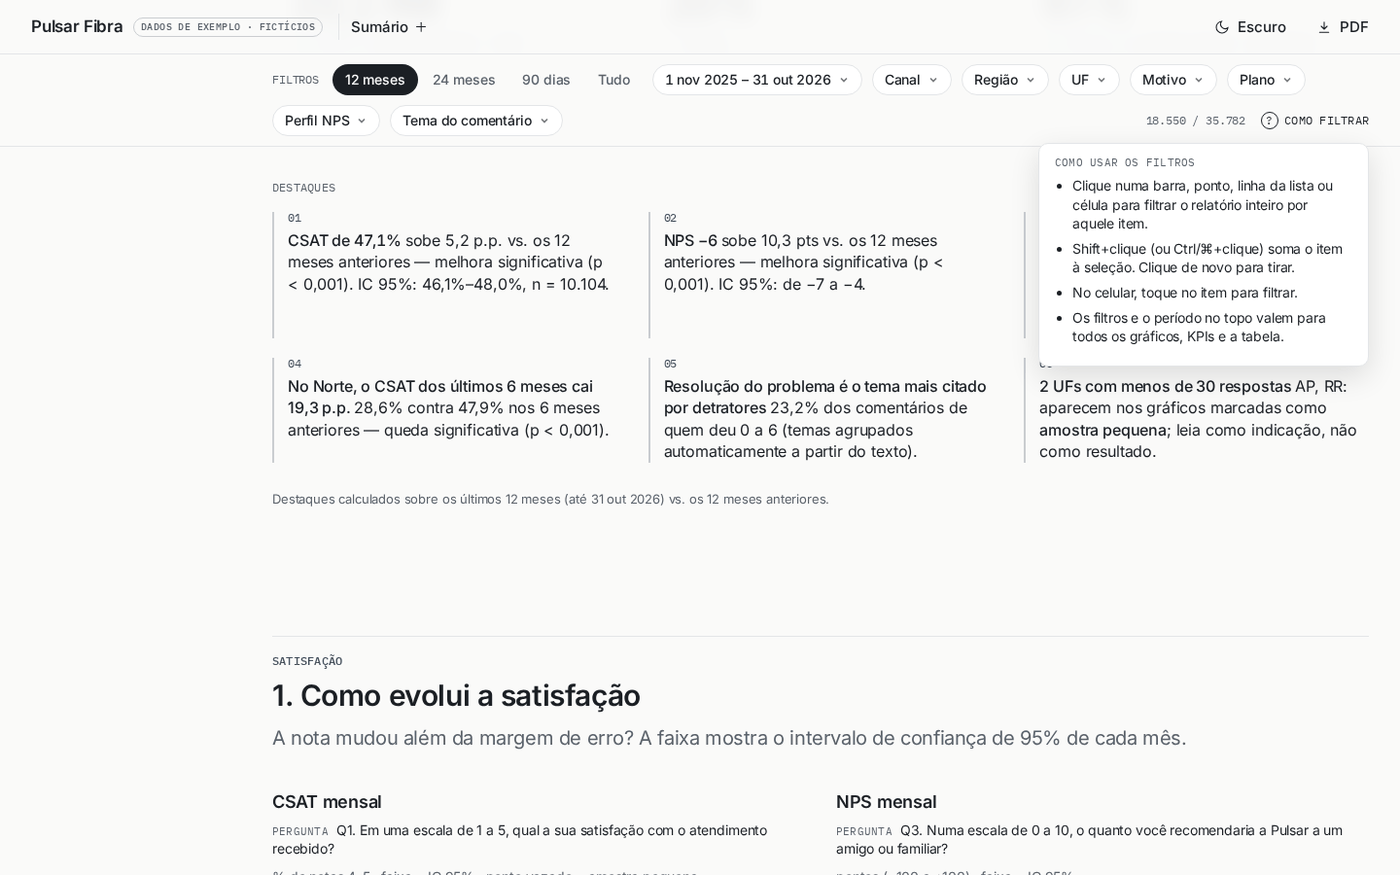 Pulsar Fibra
DADOS DE EXEMPLO · FICTÍCIOS
Sumário
Escuro
PDF
FILTROS
12 meses
24 meses
90 dias
Tudo
1 nov 2025 – 31 out 2026
Canal
Região
UF
Motivo
Plano
Perfil NPS
Tema do comentário
18.550 / 35.782
? COMO FILTRAR
COMO USAR OS FILTROS
• Clique numa barra, ponto, linha da lista ou
célula para filtrar o relatório inteiro por
aquele item.
• Shift+clique (ou Ctrl/⌘+clique) soma o item
à seleção. Clique de novo para tirar.
• No celular, toque no item para filtrar.
• Os filtros e o período no topo valem para
todos os gráficos, KPIs e a tabela.
DESTAQUES
01
CSAT de 47,1% sobe 5,2 p.p. vs. os 12
meses anteriores — melhora significativa (p
< 0,001). IC 95%: 46,1%–48,0%, n = 10.104.
02
NPS −6 sobe 10,3 pts vs. os 12 meses
anteriores — melhora significativa (p <
0,001). IC 95%: de −7 a −4.
04
No Norte, o CSAT dos últimos 6 meses cai
19,3 p.p. 28,6% contra 47,9% nos 6 meses
anteriores — queda significativa (p < 0,001).
05
Resolução do problema é o tema mais citado
por detratores 23,2% dos comentários de
quem deu 0 a 6 (temas agrupados
automaticamente a partir do texto).
2 UFs com menos de 30 respostas AP, RR:
aparecem nos gráficos marcadas como
amostra pequena; leia como indicação, não
como resultado.
Destaques calculados sobre os últimos 12 meses (até 31 out 2026) vs. os 12 meses anteriores.
SATISFAÇÃO
1. Como evolui a satisfação
A nota mudou além da margem de erro? A faixa mostra o intervalo de confiança de 95% de cada mês.
CSAT mensal
PERGUNTA Q1. Em uma escala de 1 a 5, qual a sua satisfação com o atendimento
recebido?
NPS mensal
PERGUNTA Q3. Numa escala de 0 a 10, o quanto você recomendaria a Pulsar a um
amigo ou familiar?